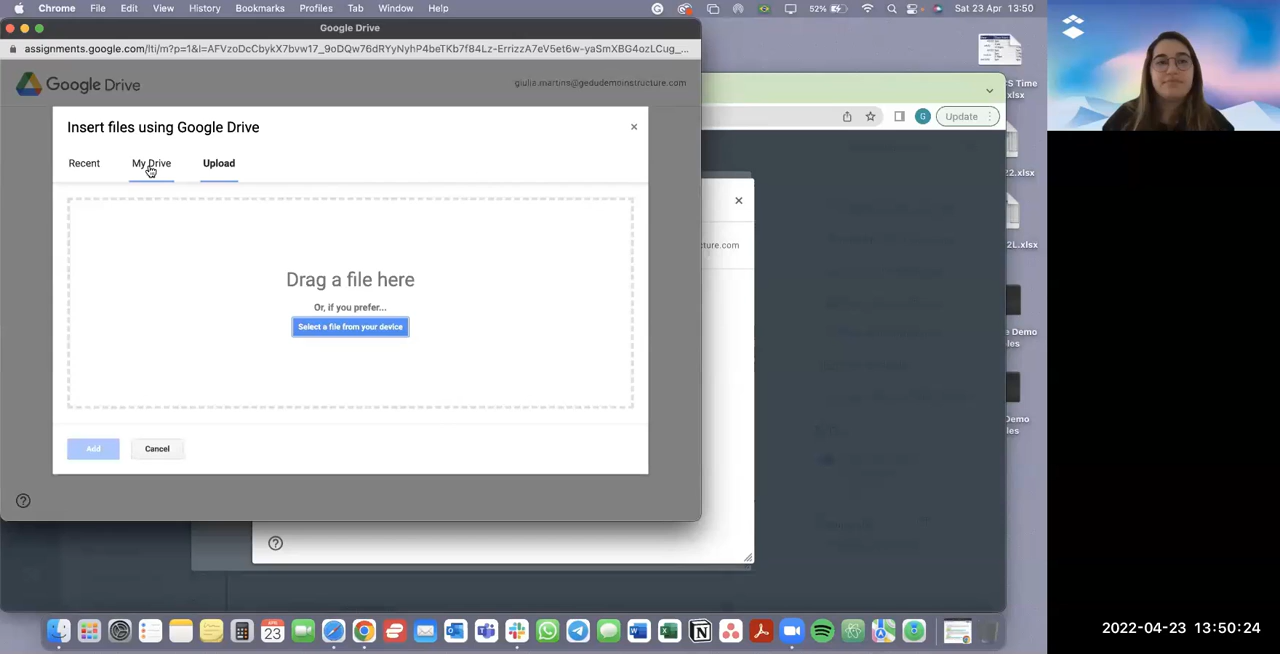 Chrome File Edit View History Bookmarks Profiles Tab Window Help 52% Sat 23 Apr 13:50
Google Drive
assignments.google.com/lti/m?p=1&l=AFVzoDcCbykX7bvw17_9oDQw76dRYyNyhP4beTKb7f84Lz-ErrizzA7eV5et6w-yaSmXBG4ozLCug_...
Google Drive
giulia.martins@gedudemoinstructure.com
Insert files using Google Drive
Recent My Drive Upload
Drag a file here
Or, if you prefer...
Select a file from your device
Add Cancel
G Update
cture.com
S Time
xlsx
22.xlsx
2L.xlsx
e Demo
les
Demo
les
APR
23
2022-04-23 13:50:24